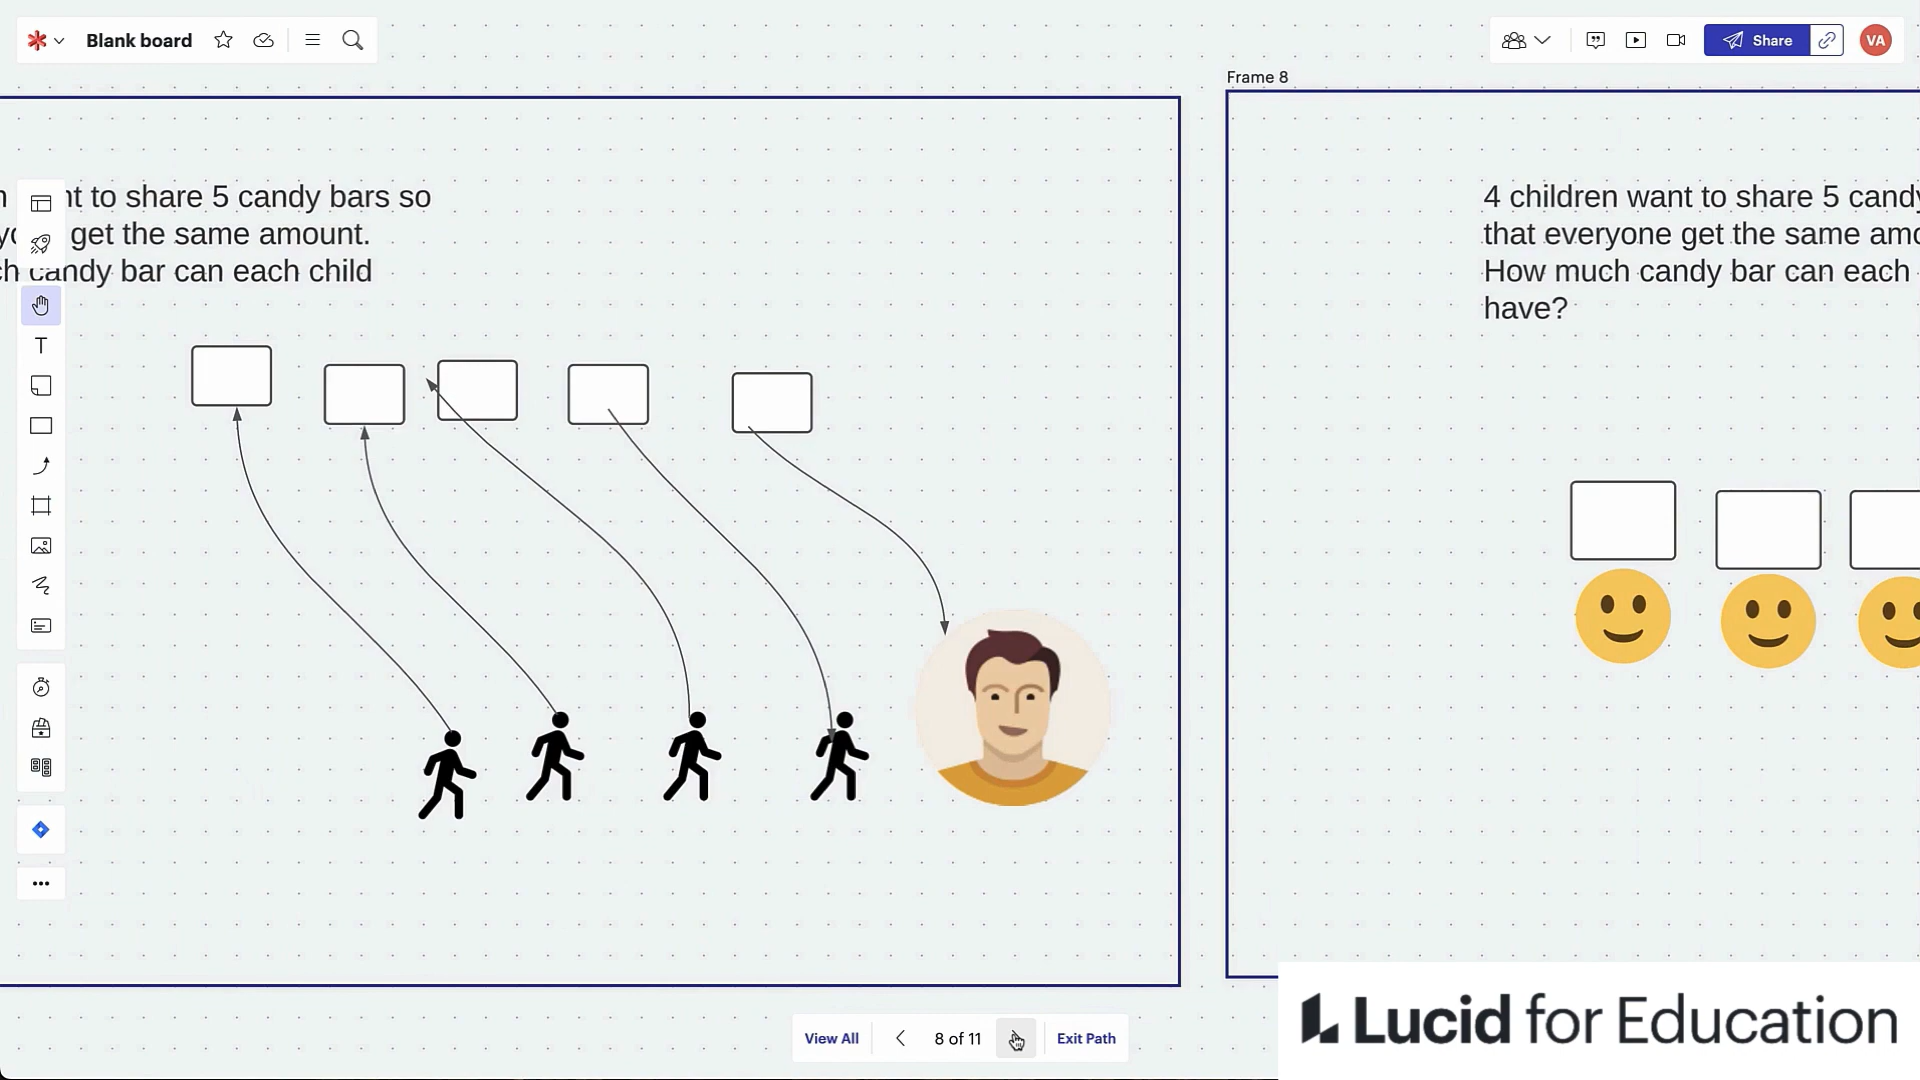 Blank board
Share
VA
Frame 8
nt to share 5 candy bars so
get the same amount.
candy bar can each child
4 children want to share 5 candy
that everyone get the same amo
How much candy bar can each
have?
T
View All
8 of 11
Exit Path
Lucid for Education